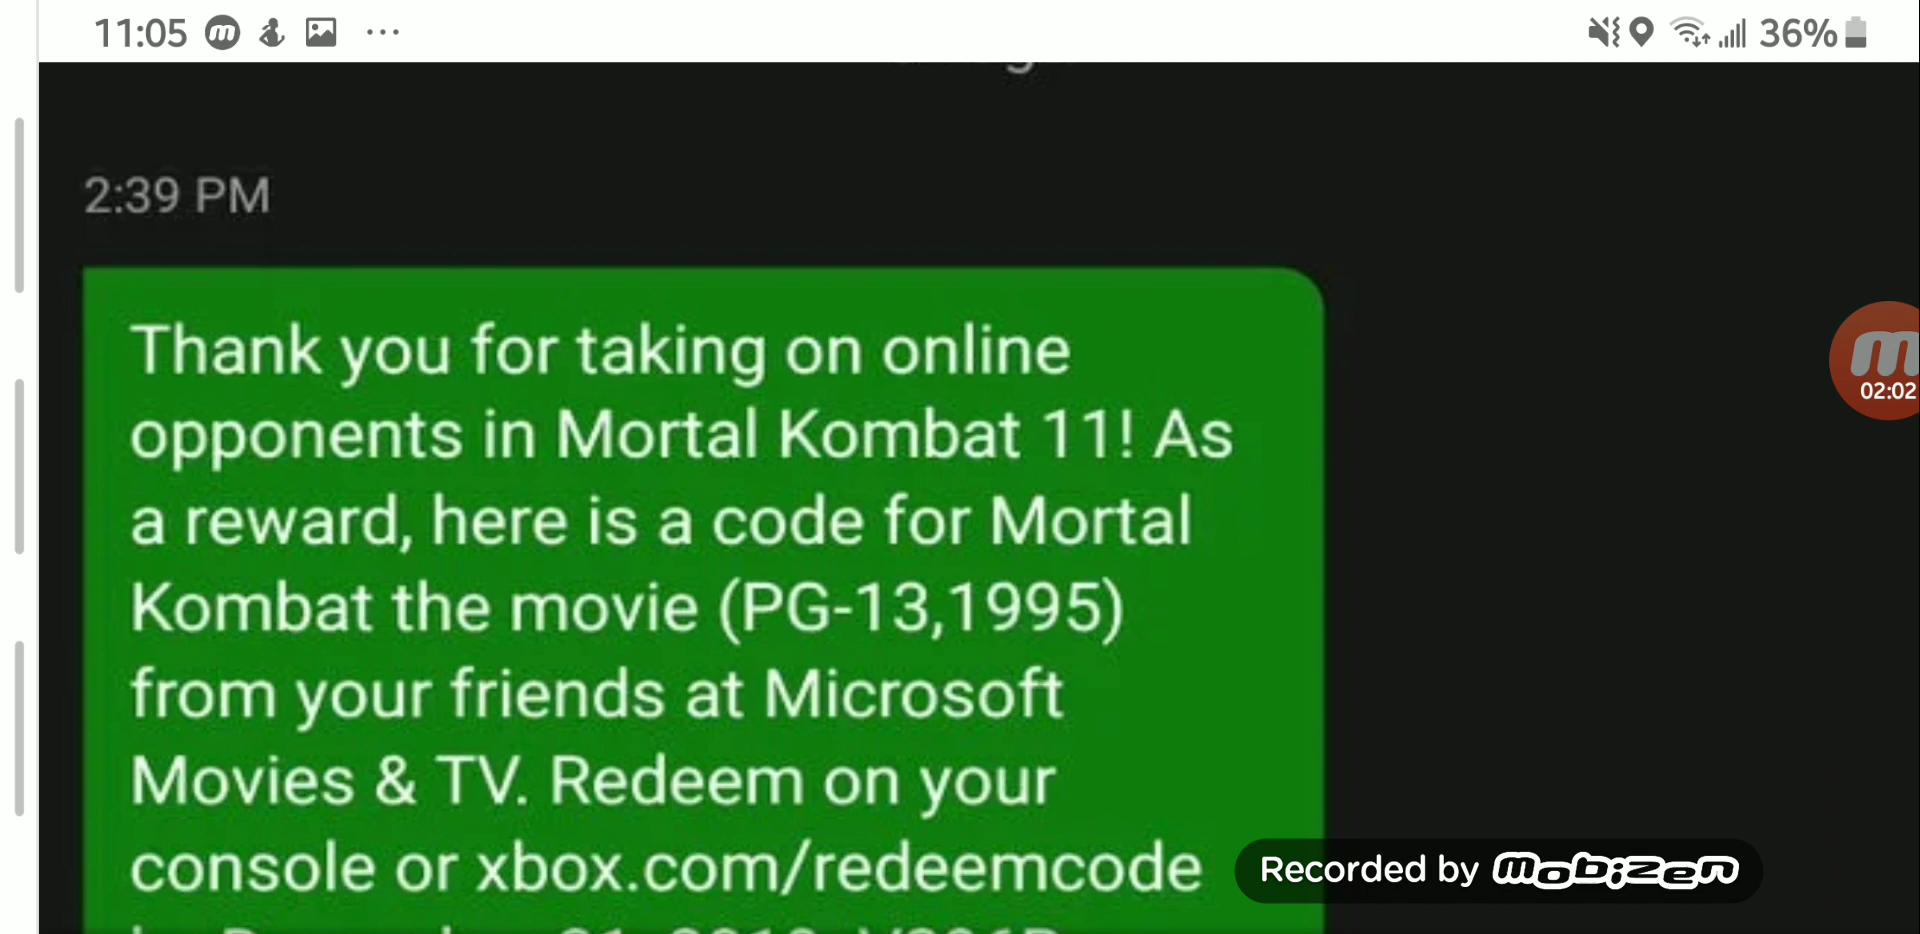 11:05 m ... 36%
2:39 PM
Thank you for taking on online
opponents in Mortal Kombat 11! As
a reward, here is a code for Mortal
Kombat the movie (PG-13,1995)
from your friends at Microsoft
Movies & TV. Redeem on your
console or xbox.com/redeemcode
m
02:02
Recorded by mobizen